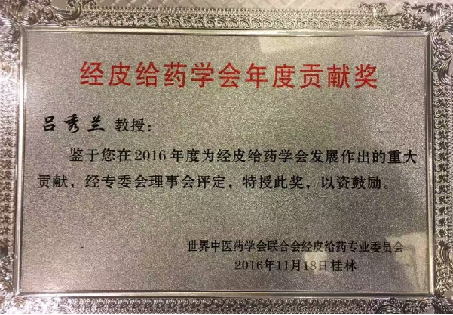 经皮给药学会年度贡献奖
吕秀兰 教授：
鉴于您在2016年度为经皮给药学会发展作出的重大
贡献，经专委会理事会评定，特授此奖，以资鼓励。
世界中医药学会联合会经皮给药专业委员会
2016年11月18日桂林